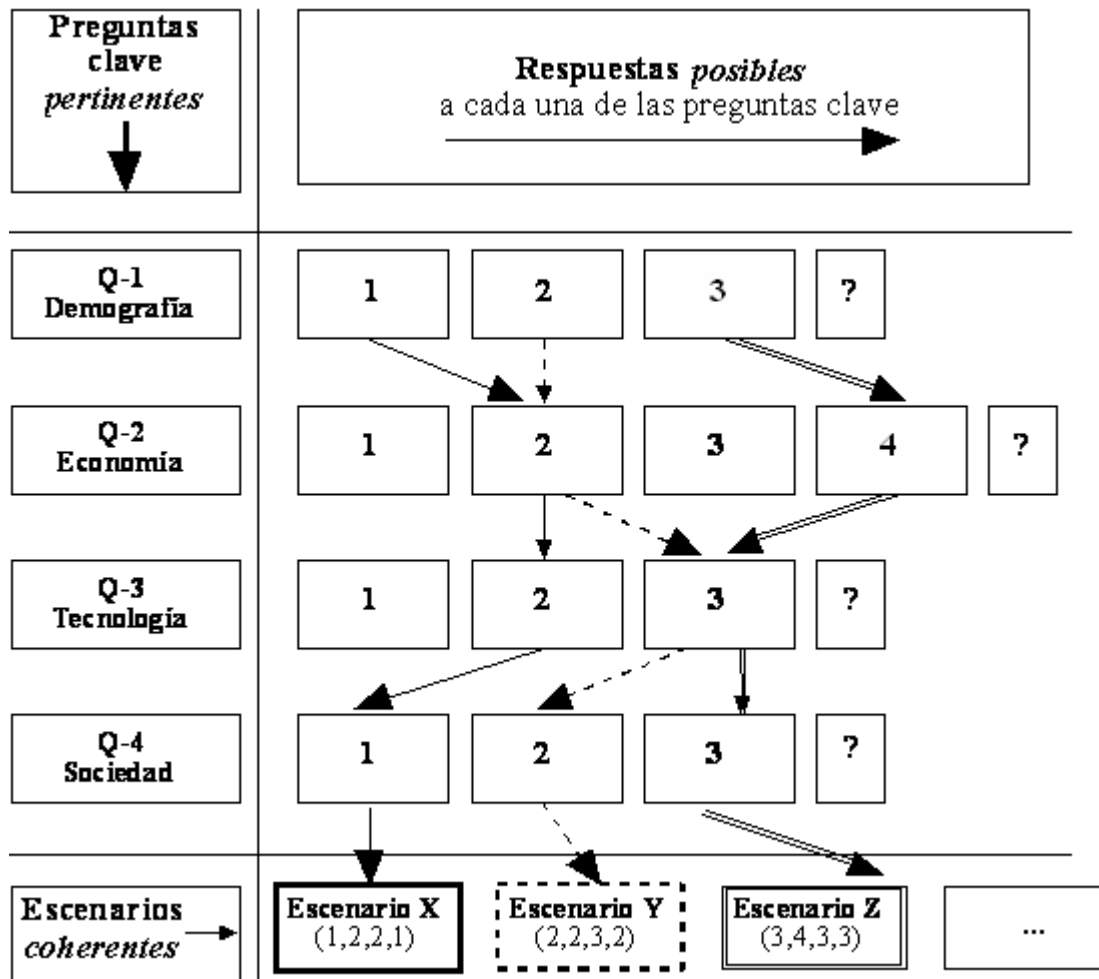 Preguntas
clave
pertinentes
Respuestas posibles
a cada una de las preguntas clave
Q-1
Demografía
1
2
3
?
Q-2
Economía
1
2
3
4
?
Q-3
Tecnología
1
2
3
?
Q-4
Sociedad
1
2
3
?
Escenarios
coherentes
Escenario X
(1,2,2,1)
Escenario Y
(2,2,3,2)
Escenario Z
(3,4,3,3)
...